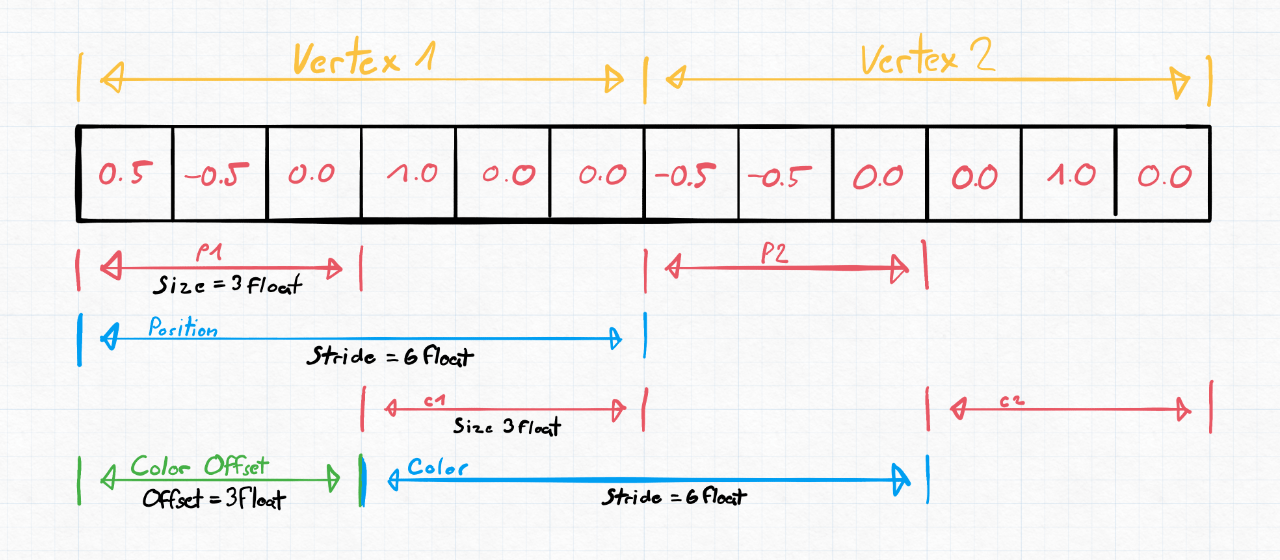 Vertex 1 Vertex 2
0.5 -0.5 0.0 1.0 0.0 0.0 -0.5 -0.5 0.0 0.0 1.0 0.0
P1 P2
Size = 3 Float
Position
Stride = 6 Float
c1 c2
Size 3 Float
Color Offset Color
Offset = 3 Float Stride = 6 Float